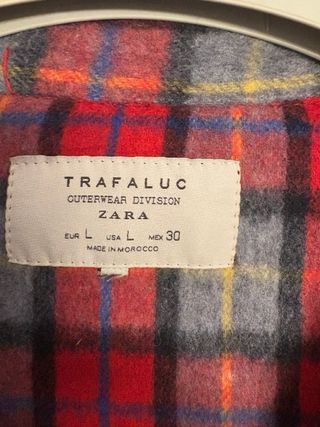 TRAFALUC
OUTERWEAR DIVISION
ZARA
EUR L USA L MEX 30
MADE IN MOROCCO